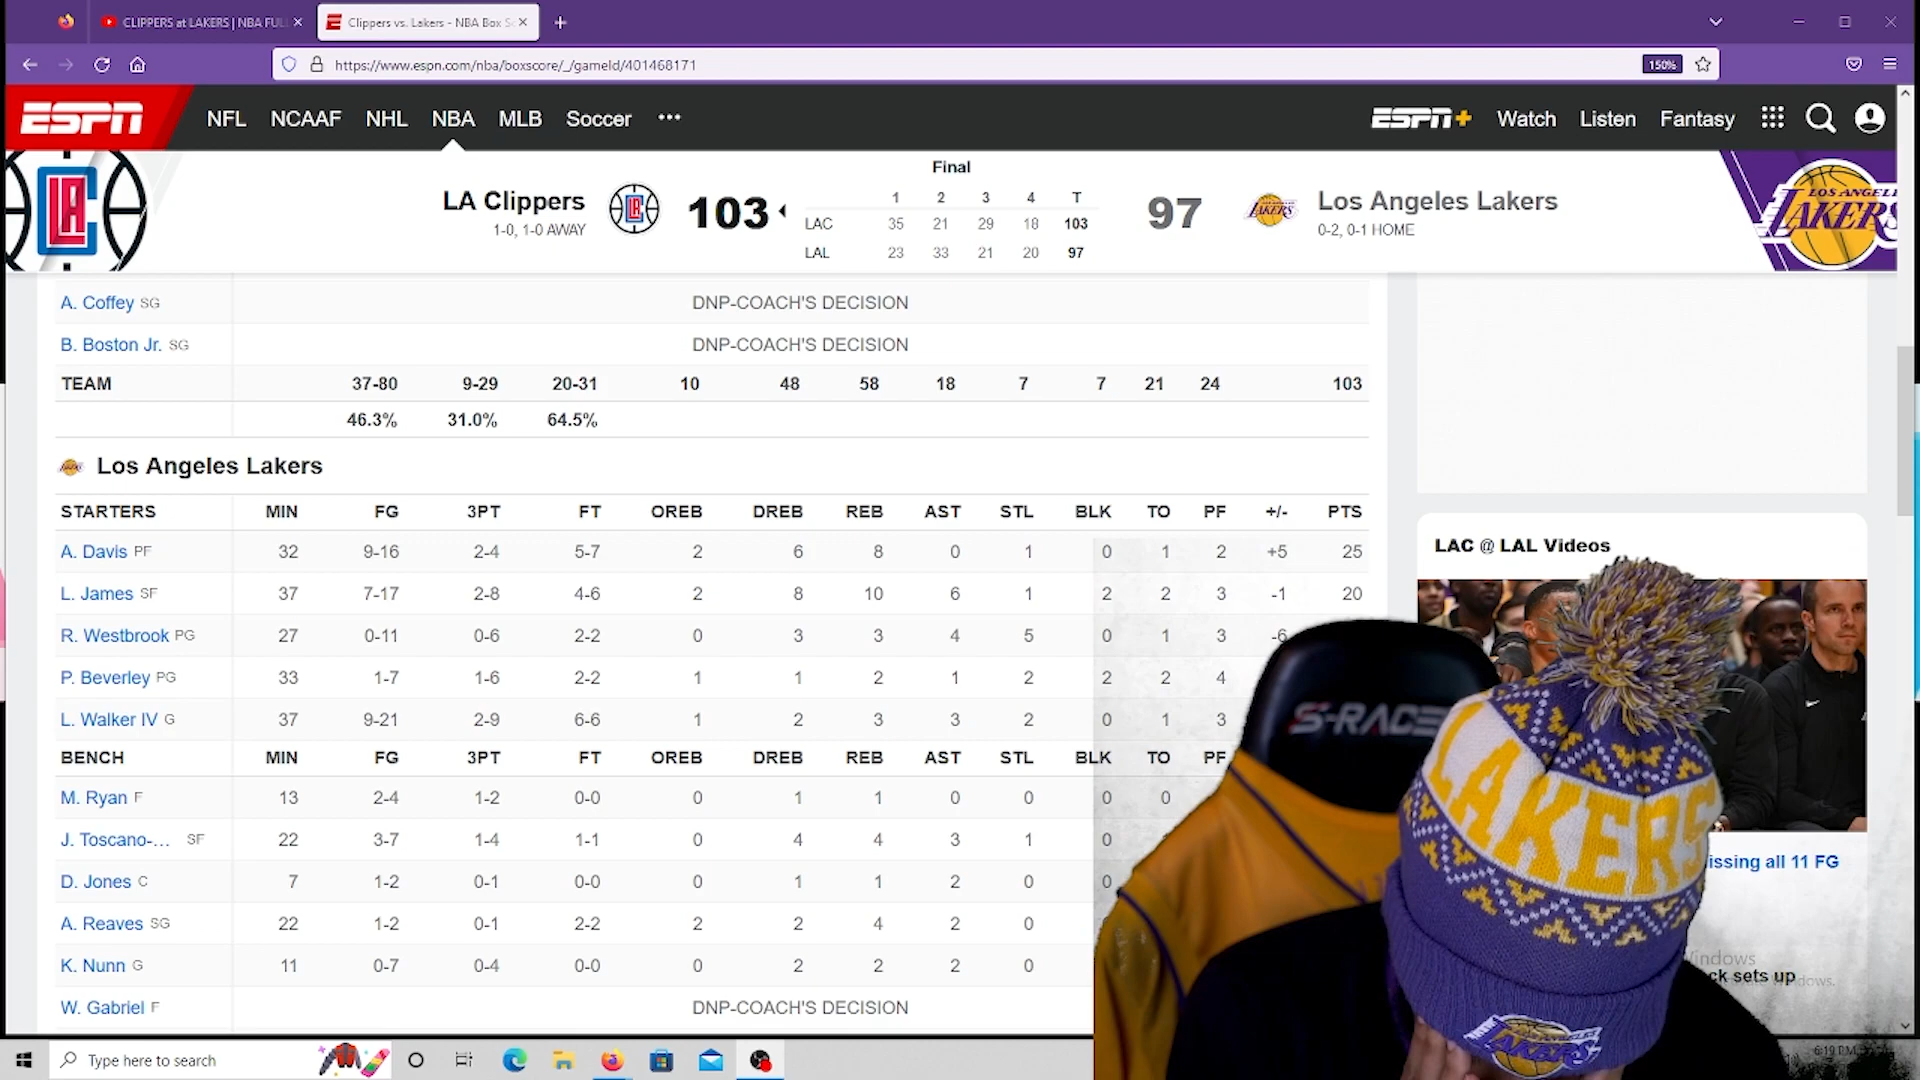 CLIPPERS at LAKERS | NBA FUL
Clippers vs. Lakers - NBA Box Sc
https://www.espn.com/nba/boxscore/_/gameId/401468171
150%
ESPN NFL NCAAF NHL NBA MLB Soccer ••• ESPN+ Watch Listen Fantasy
Final
LA Clippers
1-0, 1-0 AWAY
103
1 2 3 4 T
LAC 35 21 29 18 103
LAL 23 33 21 20 97
97
Los Angeles Lakers
0-2, 0-1 HOME
LA
LOS ANGELES
LAKERS
A. Coffey SG DNP-COACH'S DECISION
B. Boston Jr. SG DNP-COACH'S DECISION
TEAM 37-80 9-29 20-31 10 48 58 18 7 7 21 24 103
46.3% 31.0% 64.5%
Los Angeles Lakers
STARTERS MIN FG 3PT FT OREB DREB REB AST STL BLK TO PF +/- PTS
A. Davis PF 32 9-16 2-4 5-7 2 6 8 0 1 0 1 2 +5 25
L. James SF 37 7-17 2-8 4-6 2 8 10 6 1 2 2 3 -1 20
R. Westbrook PG 27 0-11 0-6 2-2 0 3 3 4 5 0 1 3 -6
P. Beverley PG 33 1-7 1-6 2-2 1 1 2 1 2 2 2 4
L. Walker IV G 37 9-21 2-9 6-6 1 2 3 3 2 0 1 3
BENCH MIN FG 3PT FT OREB DREB REB AST STL BLK TO PF
M. Ryan F 13 2-4 1-2 0-0 0 1 1 0 0 0 0
J. Toscano-... SF 22 3-7 1-4 1-1 0 4 4 3 1 0
D. Jones C 7 1-2 0-1 0-0 0 1 1 2 0 0
A. Reaves SG 22 1-2 0-1 2-2 2 2 4 2 0
K. Nunn G 11 0-7 0-4 0-0 0 2 2 2 0
W. Gabriel F DNP-COACH'S DECISION
LAC @ LAL Videos
issing all 11 FG
Windows
ck sets up
S-RACE
LAKERS
LAKERS
Type here to search
6:19 PM